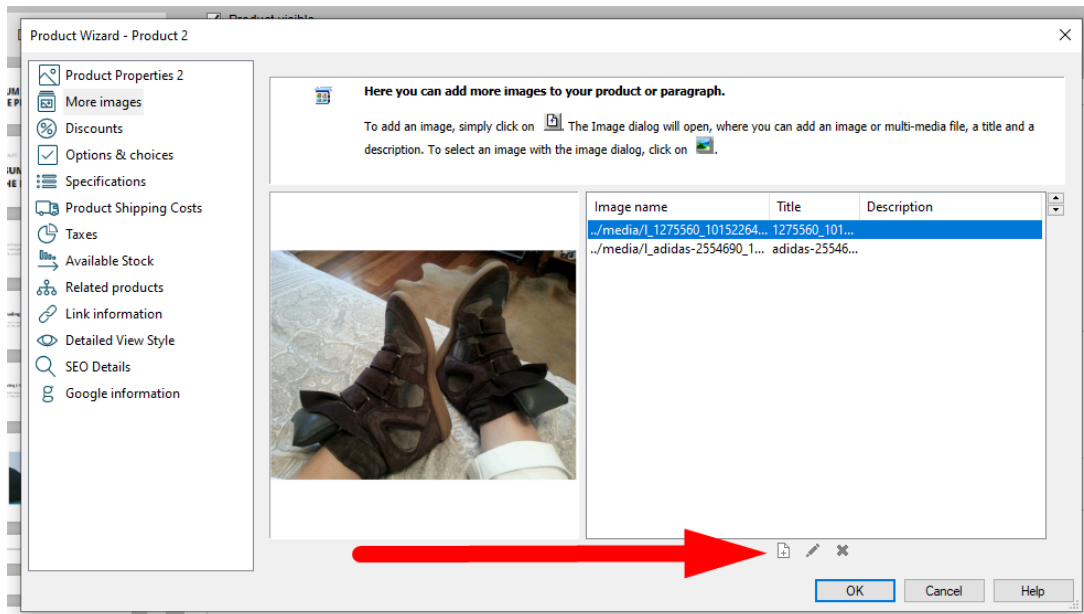 Product visible
Product Wizard - Product 2
Product Properties 2
More images
Discounts
Options & choices
Specifications
Product Shipping Costs
Taxes
Available Stock
Related products
Link information
Detailed View Style
SEO Details
Google information
Here you can add more images to your product or paragraph.
To add an image, simply click on The Image dialog will open, where you can add an image or multi-media file, a title and a
description. To select an image with the image dialog, click on .
Image name Title Description
../media/I_1275560_10152264... 1275560_101...
../media/I_adidas-2554690_1... adidas-25546...
OK Cancel Help